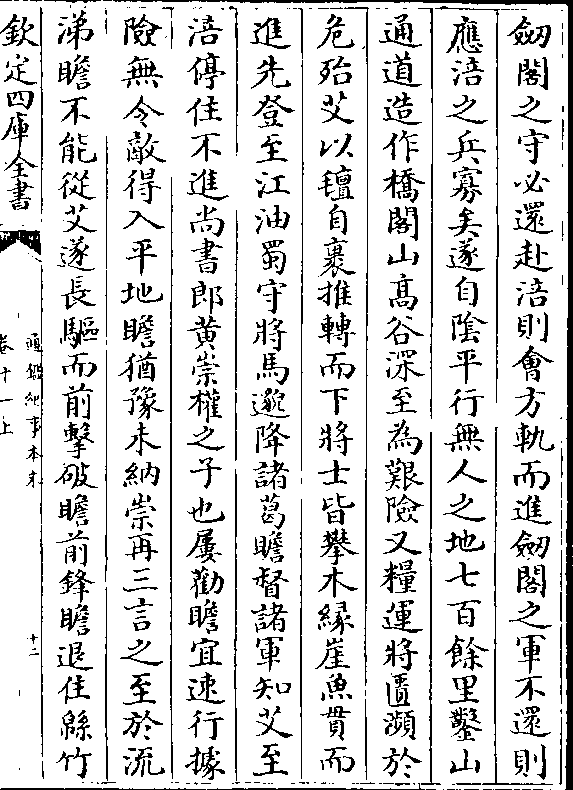 劒閣之守必還赴涪則會方軌而進劒閣之軍不還則
應涪之兵寡矣遂自陰平行無人之地七百餘里鑿山
通道造作橋閣山髙谷深至為艱險又糧運將匱瀕於
危殆艾以氊自裹推轉而下將士皆攀木縁崖魚貫而
進先登至江油蜀守將馬邈降諸葛瞻督諸軍知艾至
涪停住不進尚書郎黄崇權之子也屢勸瞻宜速行據
險無令敵得入平地瞻猶豫未納崇再三言之至於流
涕瞻不能從艾遂長驅而前擊破瞻前鋒瞻退住緜竹
欽定四庫全書
通鑑紀事本末
卷十一上
十二